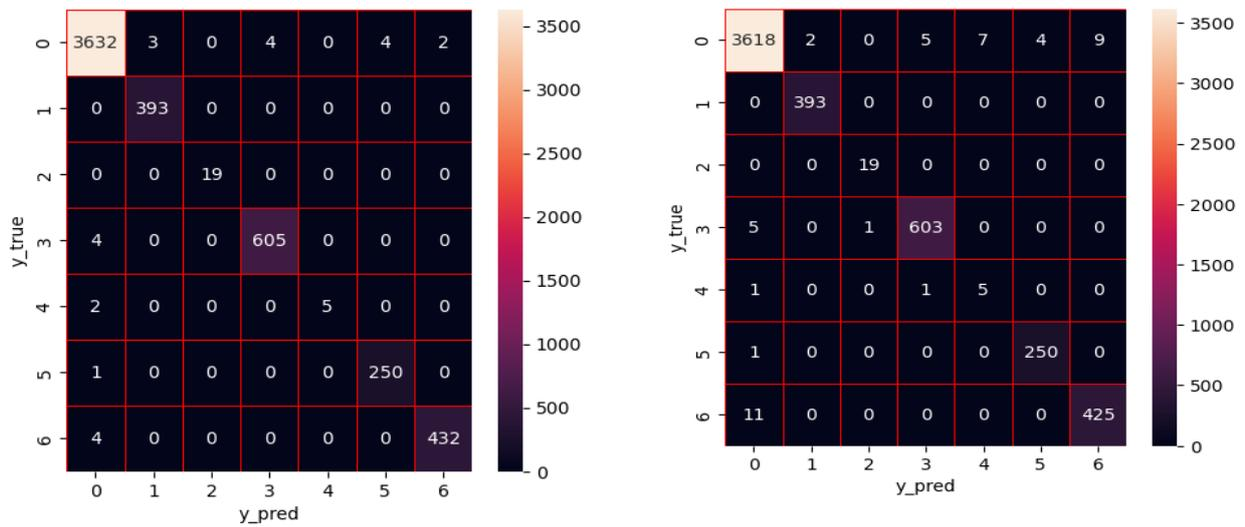 0 3632 3 0 4 0 4 2
1 0 393 0 0 0 0 0
2 0 0 19 0 0 0 0
3 4 0 0 605 0 0 0
4 2 0 0 0 5 0 0
5 1 0 0 0 0 250 0
6 4 0 0 0 0 0 432
0 1 2 3 4 5 6
y_pred
y_true
3500
3000
2500
2000
1500
1000
500
0
0 3618 2 0 5 7 4 9
1 0 393 0 0 0 0 0
2 0 0 19 0 0 0 0
3 5 0 1 603 0 0 0
4 1 0 0 1 5 0 0
5 1 0 0 0 0 250 0
6 11 0 0 0 0 0 425
0 1 2 3 4 5 6
y_pred
y_true
3500
3000
2500
2000
1500
1000
500
0